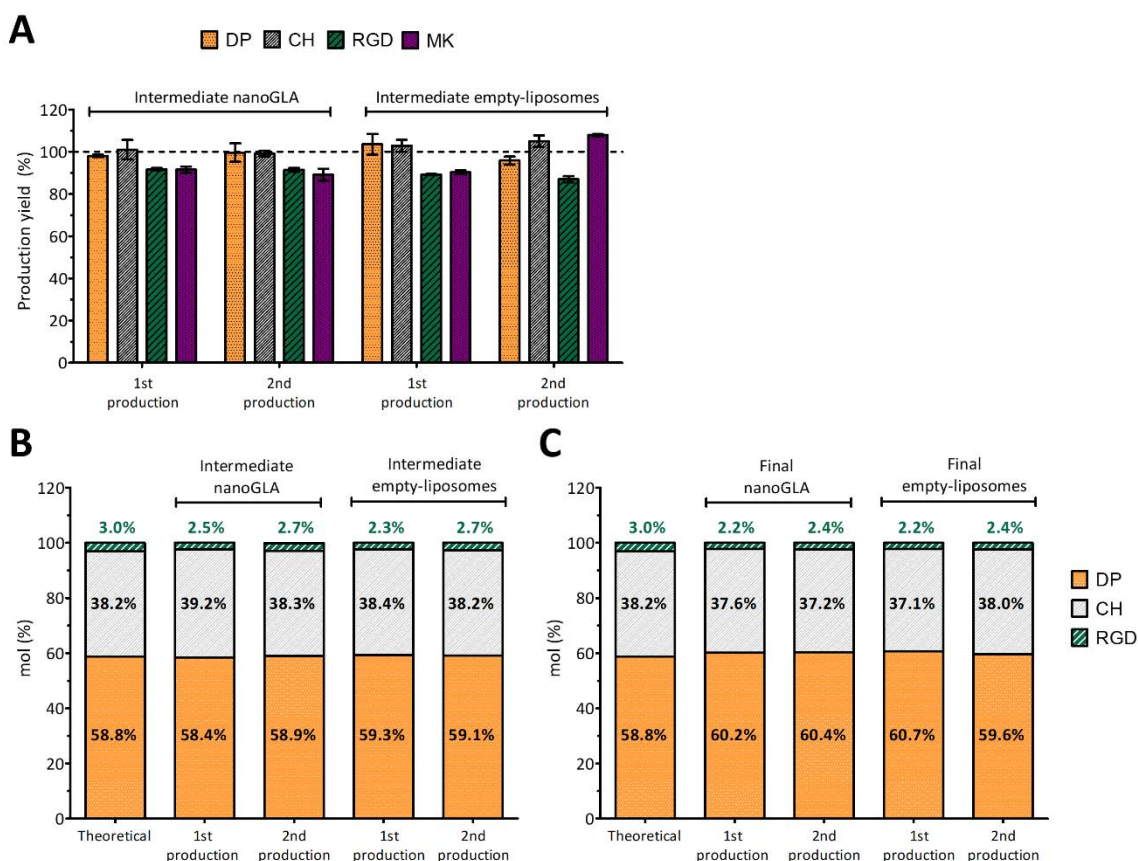 A
DP CH RGD MK
Intermediate nanoGLA Intermediate empty-liposomes
Production yield (%)
120
100
80
60
40
20
0
1st production 2nd production 1st production 2nd production
B
Intermediate nanoGLA Intermediate empty-liposomes
mol (%)
120
100
80
60
40
20
0
3.0% 2.5% 2.7% 2.3% 2.7%
38.2% 39.2% 38.3% 38.4% 38.2%
58.8% 58.4% 58.9% 59.3% 59.1%
Theoretical 1st production 2nd production 1st production 2nd production
C
Final nanoGLA Final empty-liposomes
mol (%)
120
100
80
60
40
20
0
3.0% 2.2% 2.4% 2.2% 2.4%
38.2% 37.6% 37.2% 37.1% 38.0%
58.8% 60.2% 60.4% 60.7% 59.6%
Theoretical 1st production 2nd production 1st production 2nd production
DP
CH
RGD